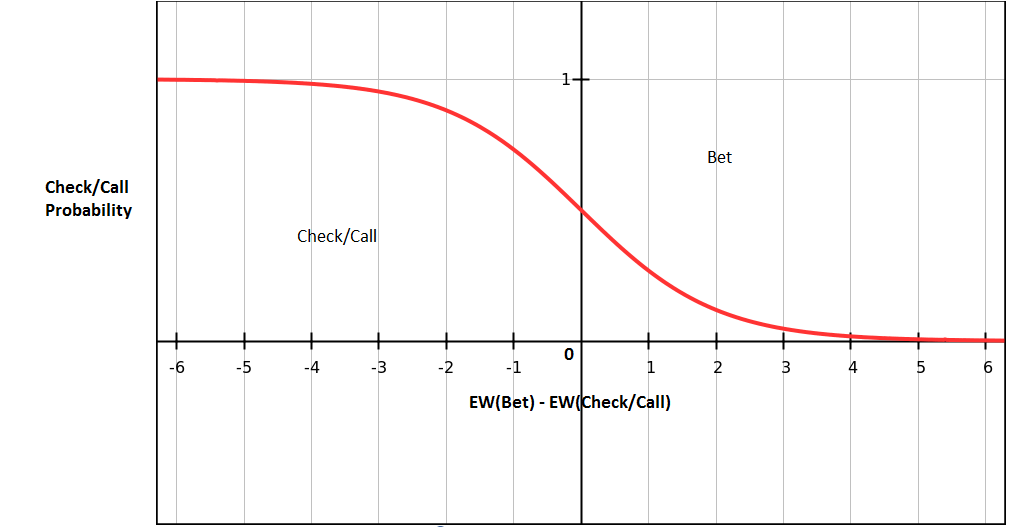 1
Bet
Check/Call
Probability
Check/Call
0
-6 -5 -4 -3 -2 -1 1 2 3 4 5 6
EW(Bet) - EW(Check/Call)